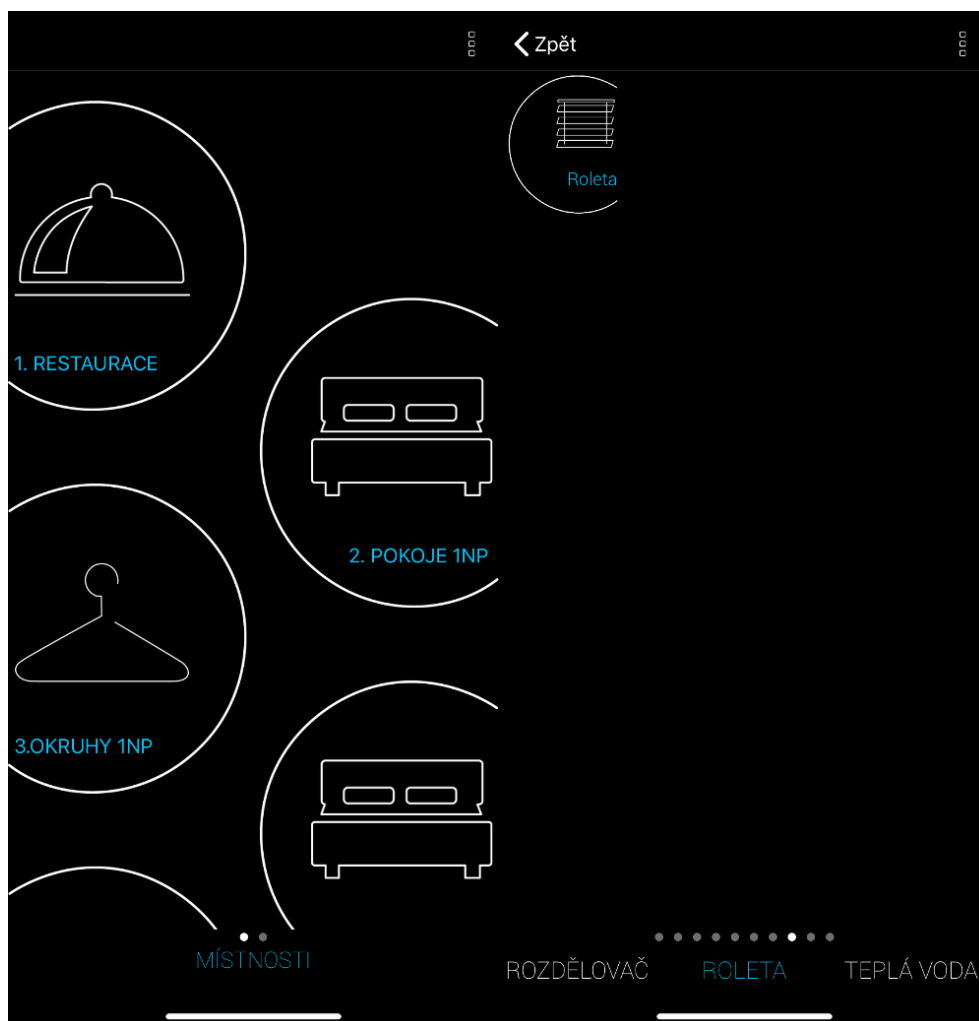 1. RESTAURACE
2. POKOJE 1NP
3.OKRUHY 1NP
MÍSTNOSTI
Zpět
Roleta
ROZDĚLOVAČ ROLETA TEPLÁ VODA